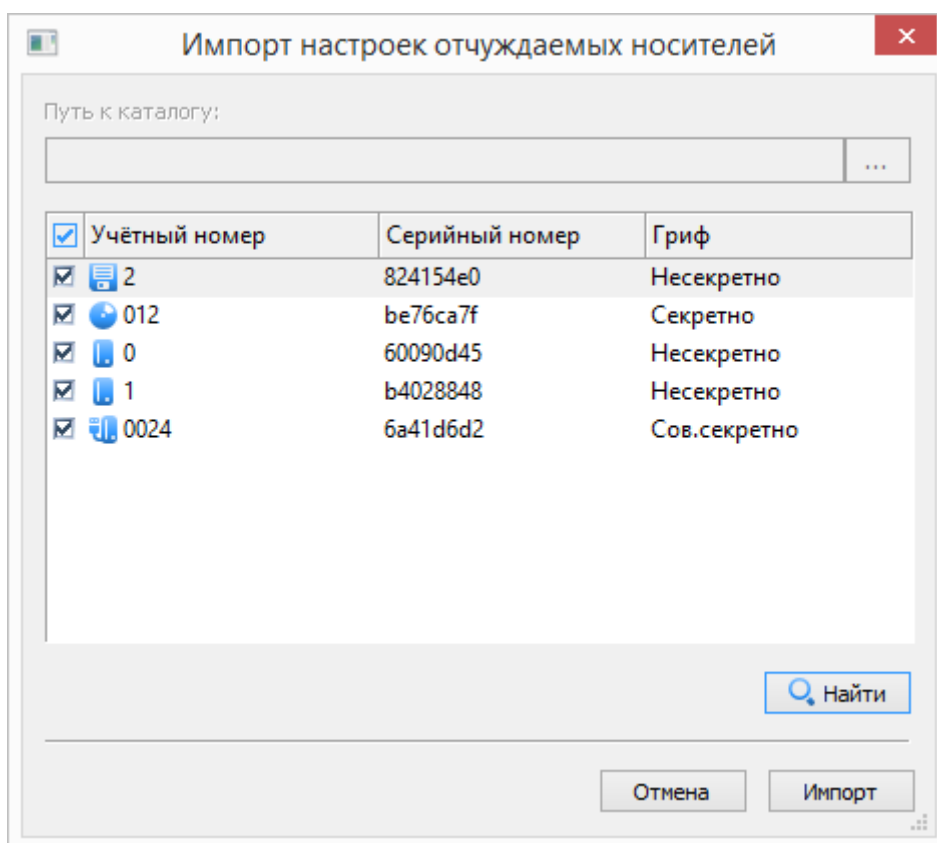 Импорт настроек отчуждаемых носителей
Путь к каталогу:
...
Учётный номер Серийный номер Гриф
2 824154e0 Несекретно
012 be76ca7f Секретно
0 60090d45 Несекретно
1 b4028848 Несекретно
0024 6a41d6d2 Сов.секретно
Найти
Отмена Импорт